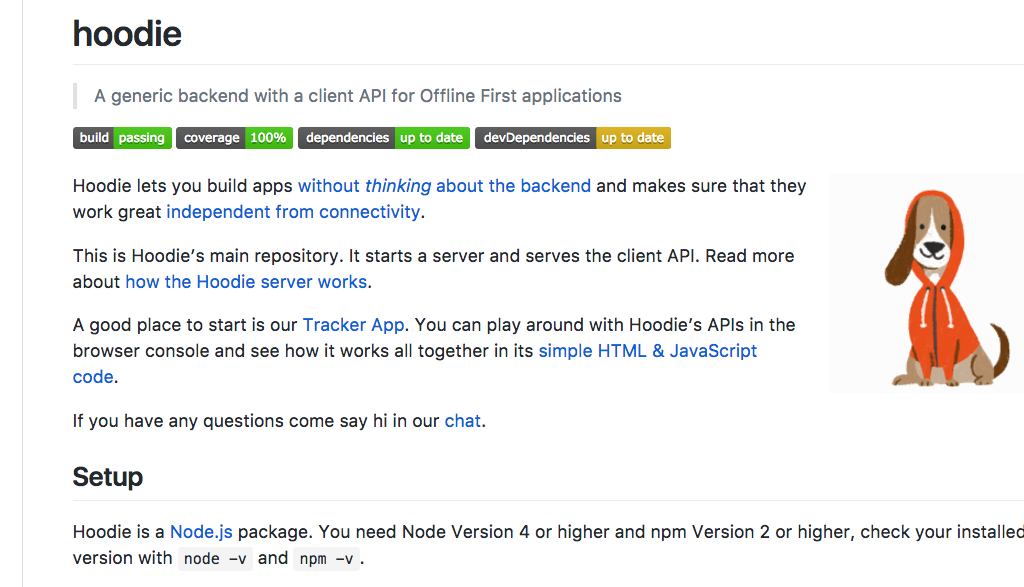 hoodie
A generic backend with a client API for Offline First applications
build passing coverage 100% dependencies up to date devDependencies up to date
Hoodie lets you build apps without thinking about the backend and makes sure that they
work great independent from connectivity.
This is Hoodie’s main repository. It starts a server and serves the client API. Read more
about how the Hoodie server works.
A good place to start is our Tracker App. You can play around with Hoodie’s APIs in the
browser console and see how it works all together in its simple HTML & JavaScript
code.
If you have any questions come say hi in our chat.
Setup
Hoodie is a Node.js package. You need Node Version 4 or higher and npm Version 2 or higher, check your installed
version with node -v and npm -v.